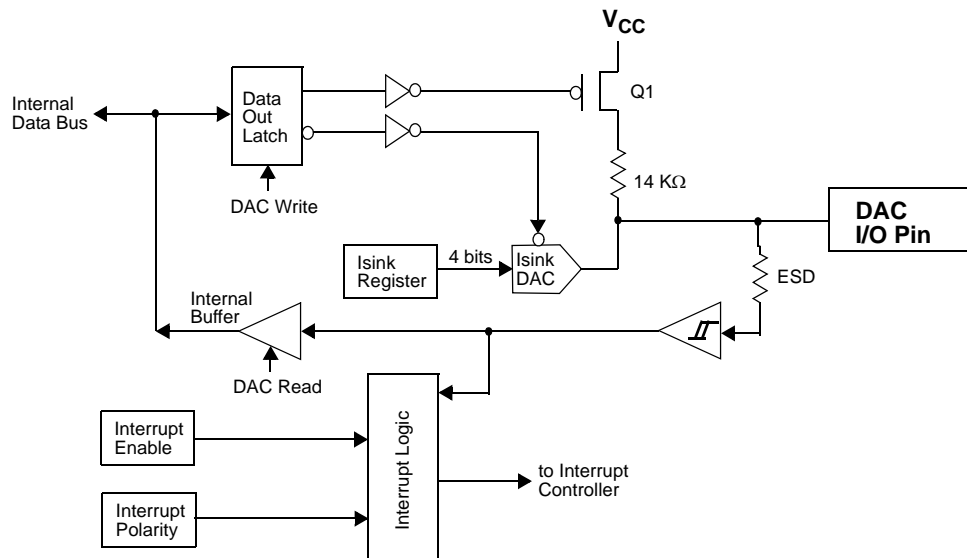 VCC
Internal
Data Bus
Data
Out
Latch
Q1
14 KΩ
DAC Write
DAC
I/O Pin
Isink
Register
4 bits
Isink
DAC
ESD
Internal
Buffer
DAC Read
Interrupt
Enable
Interrupt Logic
to Interrupt
Controller
Interrupt
Polarity